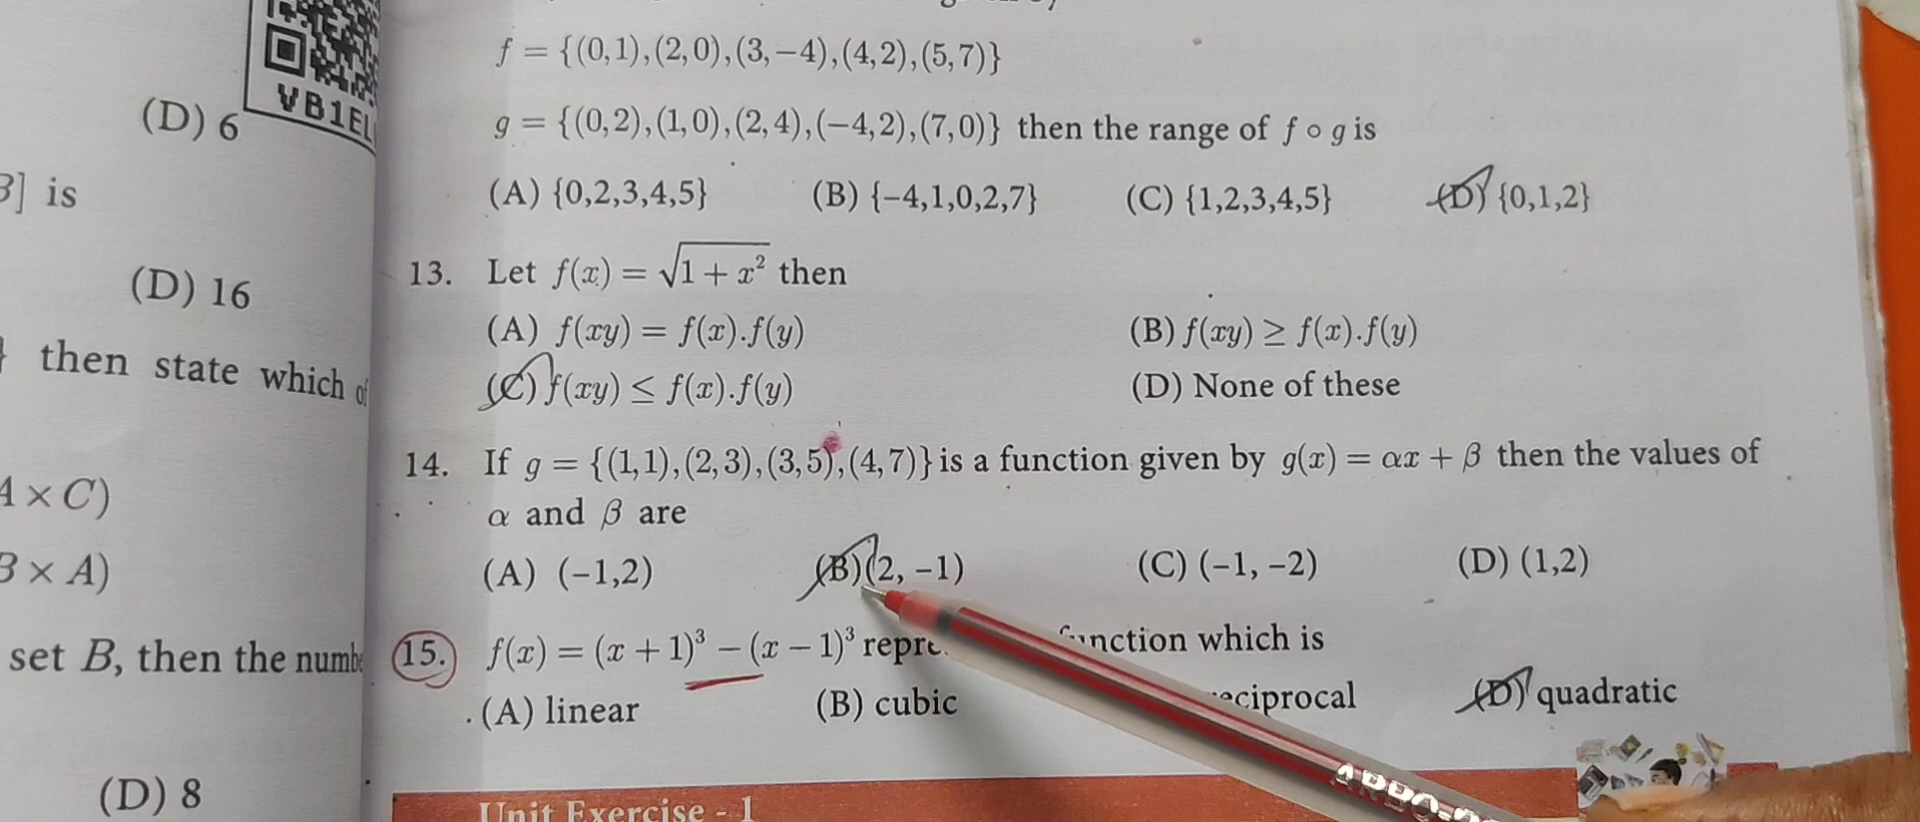 (D) 6
VB1EL
3] is
(D) 16
then state which of
× C)
× A)
set B, then the numbe
(D) 8
f = {(0,1),(2,0),(3,−4),(4,2),(5,7)}
g = {(0,2),(1,0),(2,4),(−4,2),(7,0)} then the range of f ∘ g is
(A) {0,2,3,4,5} (B) {−4,1,0,2,7} (C) {1,2,3,4,5} (D) {0,1,2}
13. Let f(x) = √(1 + x²) then
(A) f(xy) = f(x).f(y) (B) f(xy) ≥ f(x).f(y)
(C) f(xy) ≤ f(x).f(y) (D) None of these
14. If g = {(1,1),(2,3),(3,5),(4,7)} is a function given by g(x) = αx + β then the values of
α and β are
(A) (−1,2) (B) (2, −1) (C) (−1, −2) (D) (1,2)
15. f(x) = (x + 1)³ − (x − 1)³ repre nction which is
(A) linear (B) cubic eciprocal (D) quadratic
Unit Exercise - 1